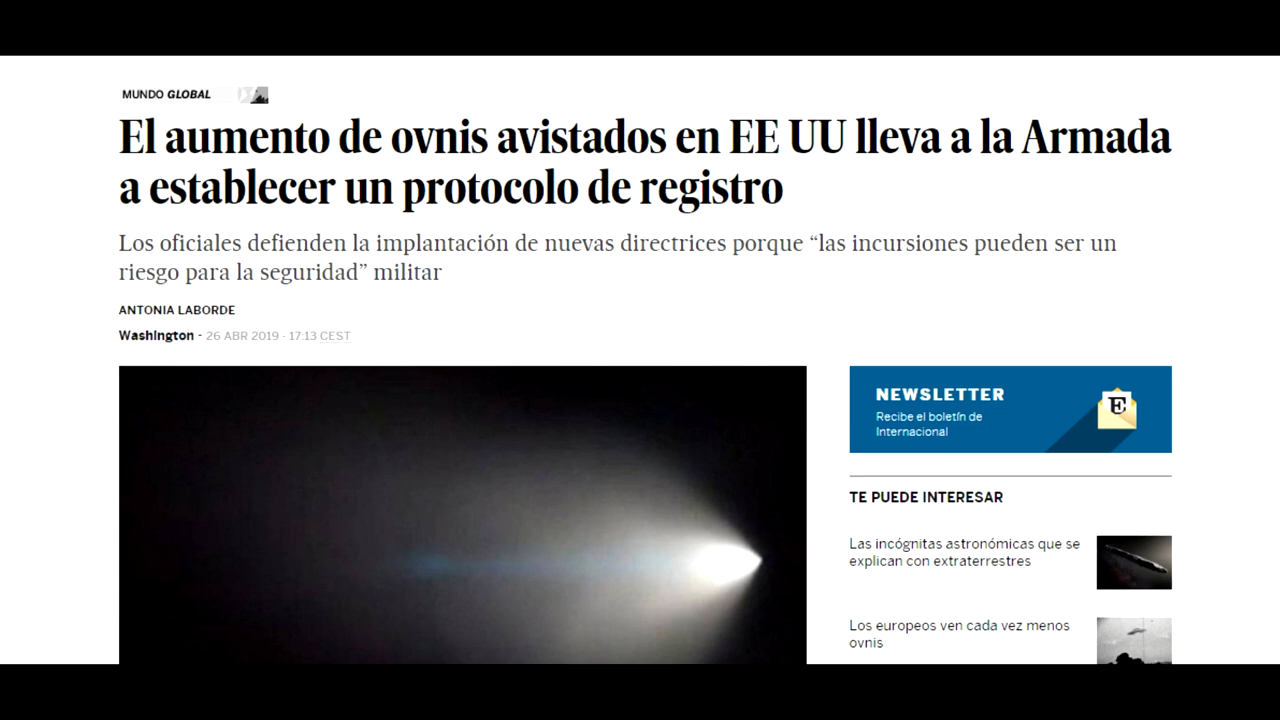 MUNDO GLOBAL
El aumento de ovnis avistados en EE UU lleva a la Armada
a establecer un protocolo de registro
Los oficiales defienden la implantación de nuevas directrices porque “las incursiones pueden ser un
riesgo para la seguridad” militar
ANTONIA LABORDE
Washington - 26 ABR 2019 - 17:13 CEST
NEWSLETTER
Recibe el boletín de
Internacional
E
TE PUEDE INTERESAR
Las incógnitas astronómicas que se
explican con extraterrestres
Los europeos ven cada vez menos
ovnis